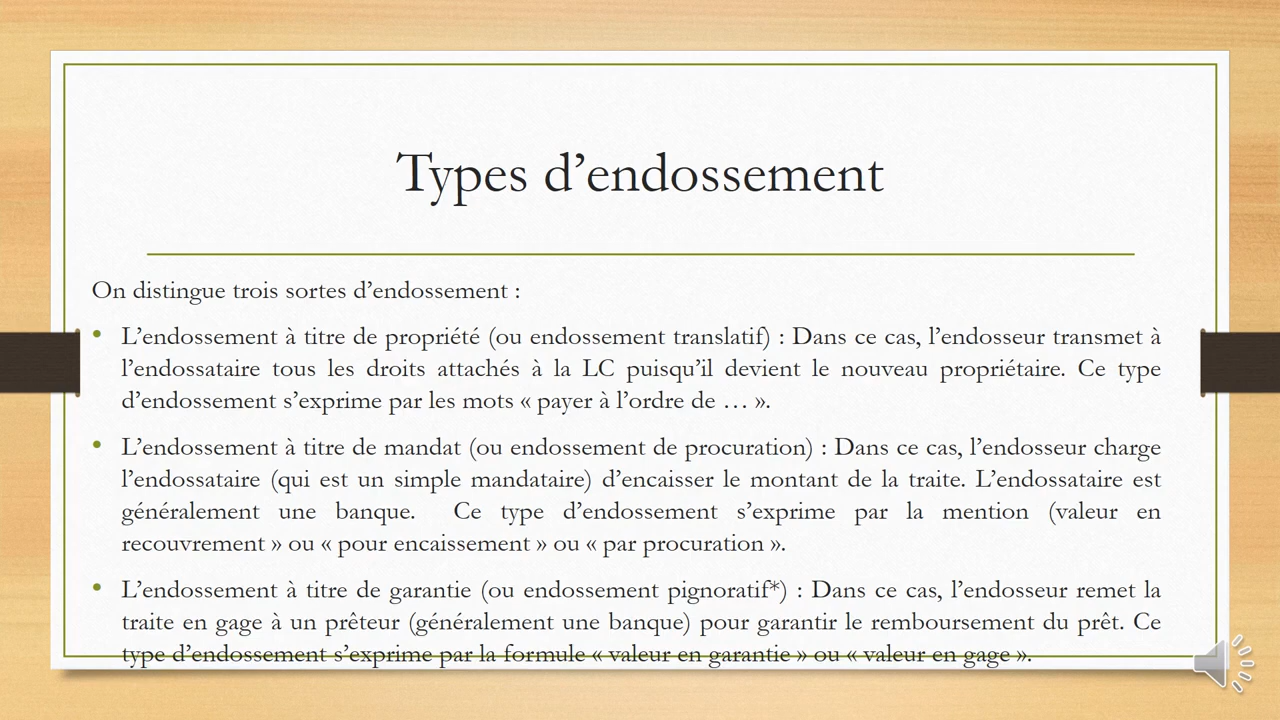 Types d’endossement
On distingue trois sortes d’endossement :
• L’endossement à titre de propriété (ou endossement translatif) : Dans ce cas, l’endosseur transmet à
l’endossataire tous les droits attachés à la LC puisqu’il devient le nouveau propriétaire. Ce type
d’endossement s’exprime par les mots « payer à l’ordre de … ».
• L’endossement à titre de mandat (ou endossement de procuration) : Dans ce cas, l’endosseur charge
l’endossataire (qui est un simple mandataire) d’encaisser le montant de la traite. L’endossataire est
généralement une banque. Ce type d’endossement s’exprime par la mention (valeur en
recouvrement » ou « pour encaissement » ou « par procuration ».
• L’endossement à titre de garantie (ou endossement pignoratif*) : Dans ce cas, l’endosseur remet la
traite en gage à un prêteur (généralement une banque) pour garantir le remboursement du prêt. Ce
type d’endossement s’exprime par la formule « valeur en garantie » ou « valeur en gage ».